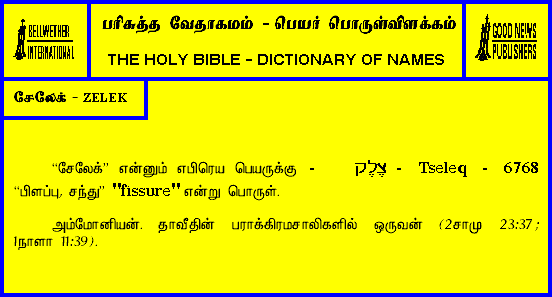 BELLWETHER
INTERNATIONAL
பரிசுத்த வேதாகமம் - பெயர் பொருள்விளக்கம்
THE HOLY BIBLE - DICTIONARY OF NAMES
GOOD NEWS
PUBLISHERS
சேலேக் - ZELEK
“சேலேக்” என்னும் எபிரெய பெயருக்கு - צֶלֶק - Tseleq - 6768
“பிளப்பு, சந்து” "fissure" என்று பொருள்.
அம்மோனியன். தாவீதின் பராக்கிரமசாலிகளில் ஒருவன் (2சாமு 23:37;
1நாளா 11:39).